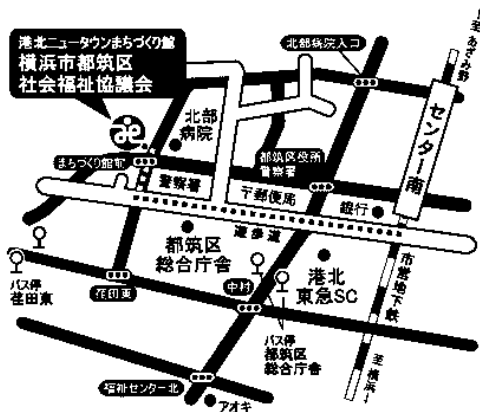 港北ニュータウンまちづくり館
横浜市都筑区
社会福祉協議会
北部病院入口
至 あざみ野
センター南
北部
病院
まちづくり館前
都筑区役所
警察署
警察署
〒郵便局
銀行
遊歩道
都筑区
総合庁舎
港北
東急SC
市営地下鉄
バス停
荏田東
荏田東
中村
バス停
都筑区
総合庁舎
至 横浜
福祉センター北
アオキ